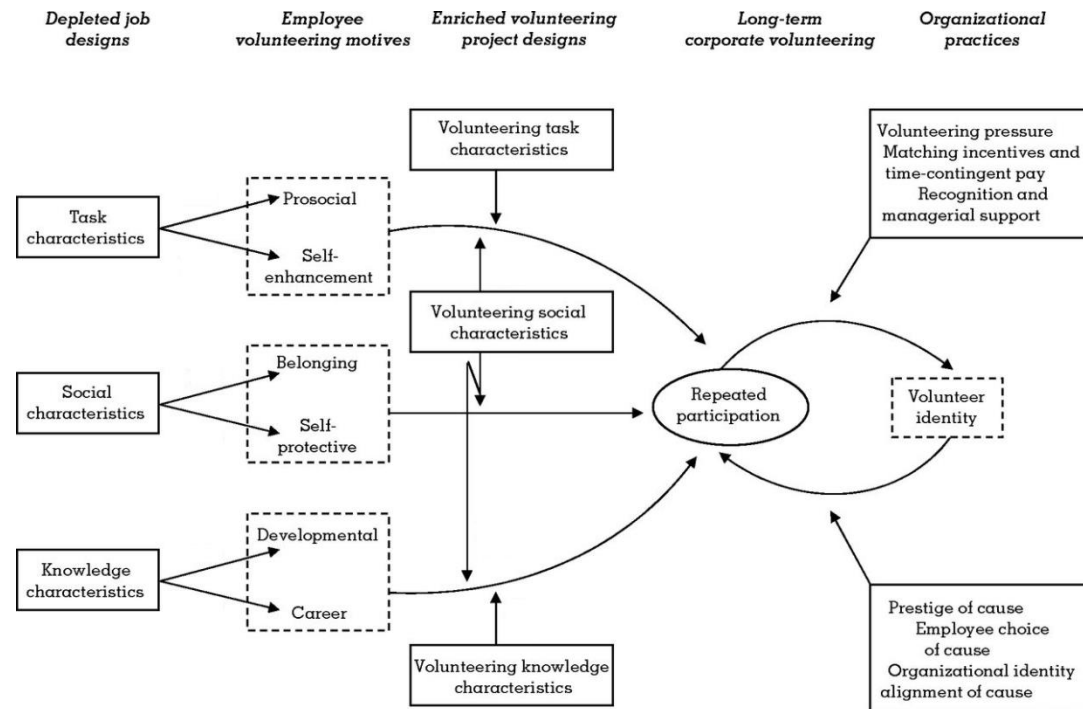 Depleted job
designs
Employee
volunteering motives
Enriched volunteering
project designs
Long-term
corporate volunteering
Organizational
practices
Task
characteristics
Prosocial
Self-
enhancement
Volunteering task
characteristics
Volunteering pressure
Matching incentives and
time-contingent pay
Recognition and
managerial support
Social
characteristics
Belonging
Self-
protective
Volunteering social
characteristics
Repeated
participation
Volunteer
identity
Knowledge
characteristics
Developmental
Career
Volunteering knowledge
characteristics
Prestige of cause
Employee choice
of cause
Organizational identity
alignment of cause